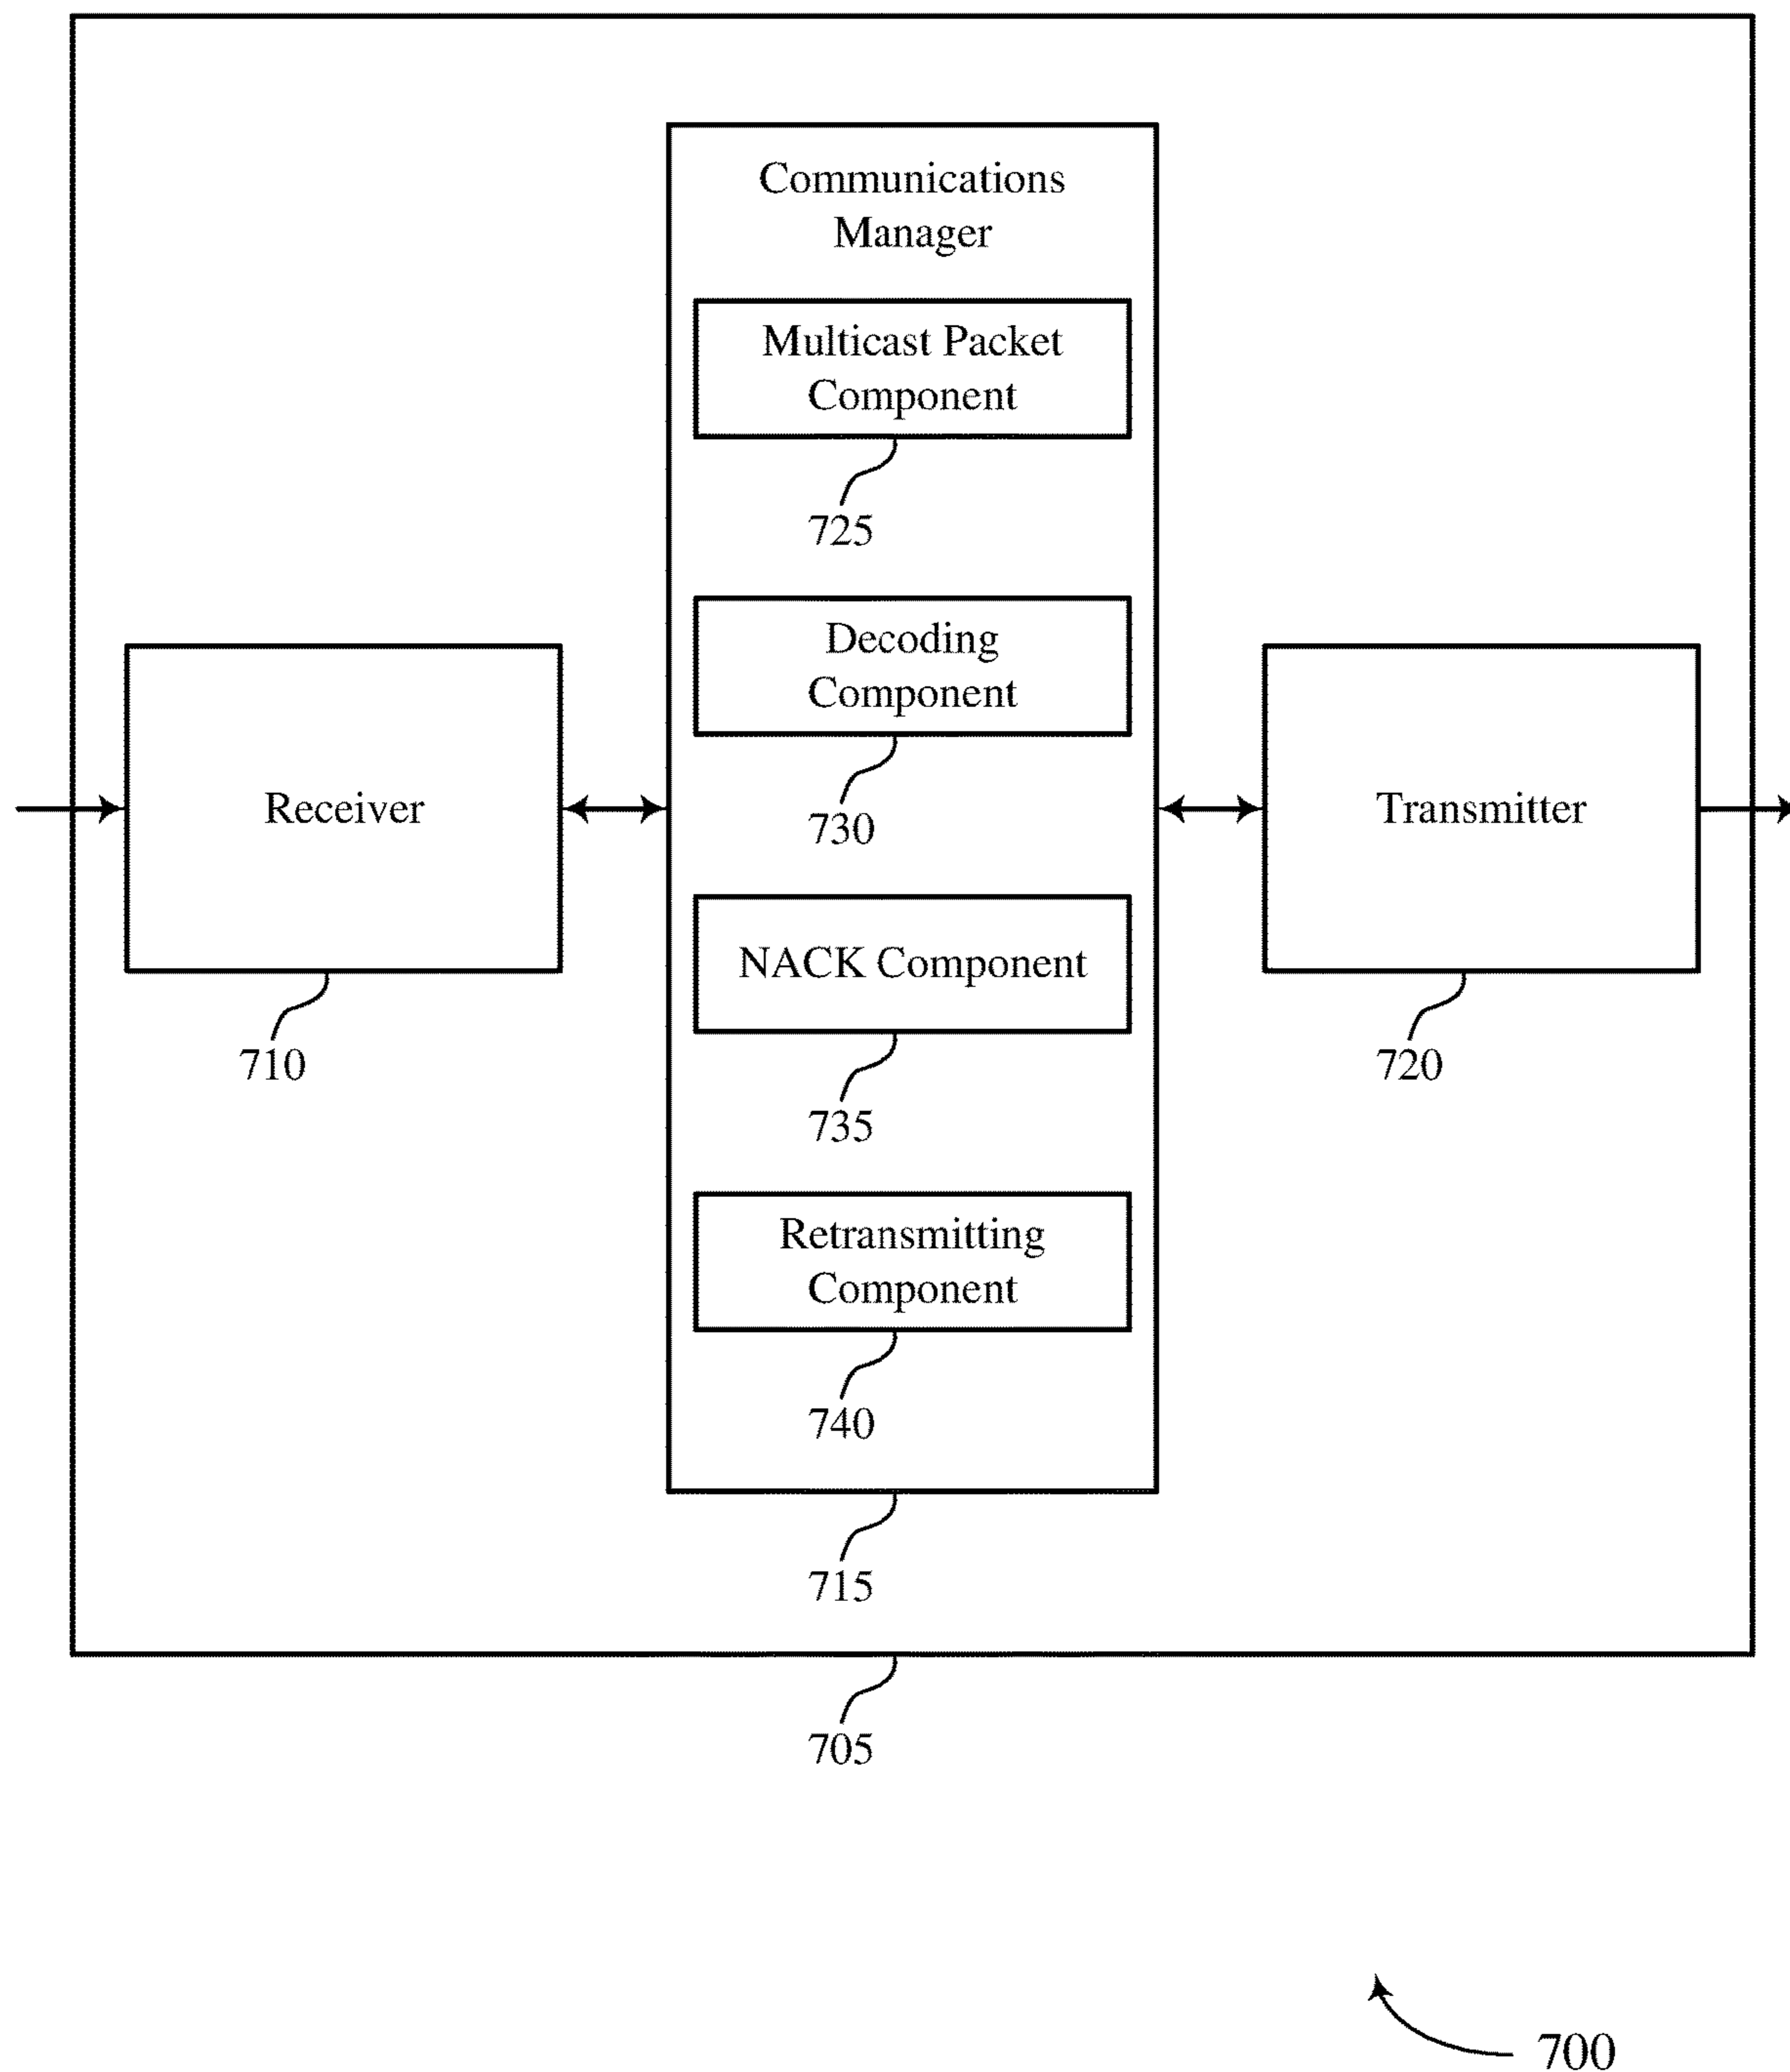 Communications
Manager
Multicast Packet
Component
725
Decoding
Component
730
Receiver
710
NACK Component
735
Transmitter
720
Retransmitting
Component
740
715
705
700